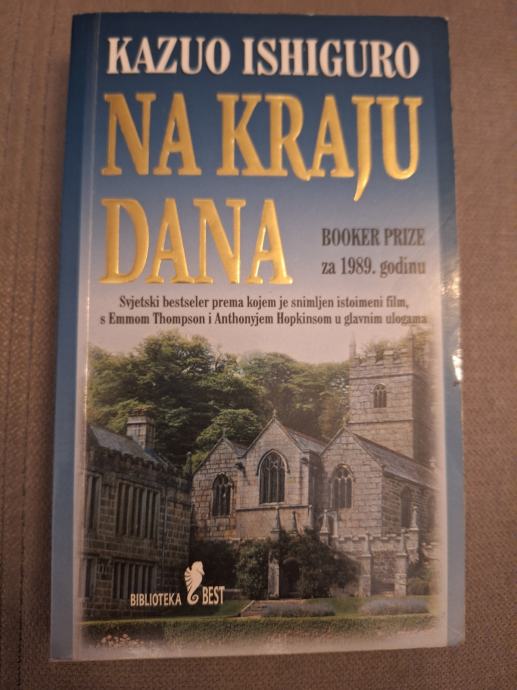 KAZUO ISHIGURO
NA KRAJU
DANA
BOOKER PRIZE
za 1989. godinu
Svjetski bestseler prema kojem je snimljen istoimeni film,
s Emmom Thompson i Anthonyjem Hopkinsom u glavnim ulogama
BIBLIOTEKA BEST